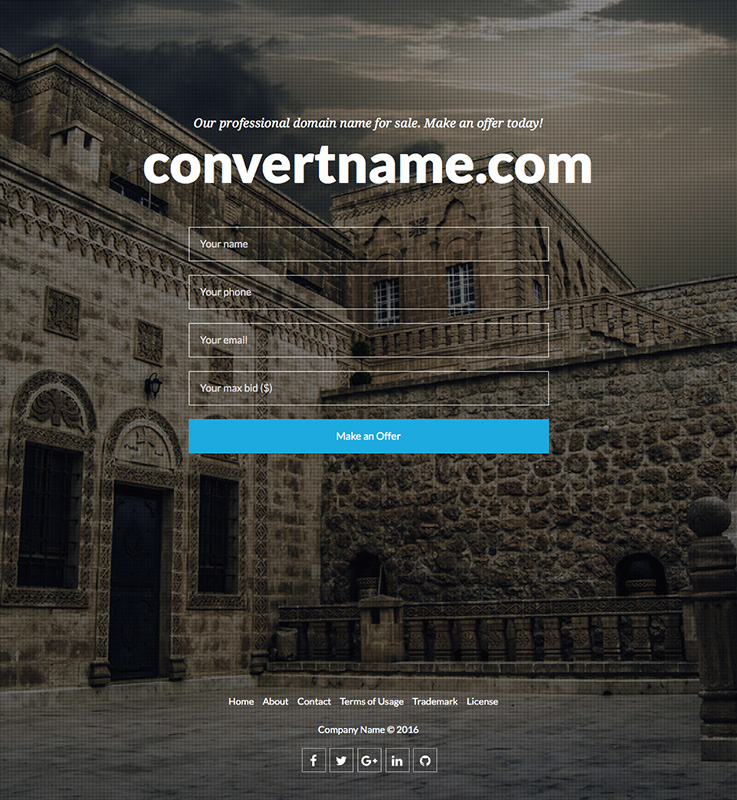 Our professional domain name for sale. Make an offer today!
convertname.com
Your name
Your phone
Your email
Your max bid ($)
Make an Offer
Home About Contact Terms of Usage Trademark License
Company Name © 2016